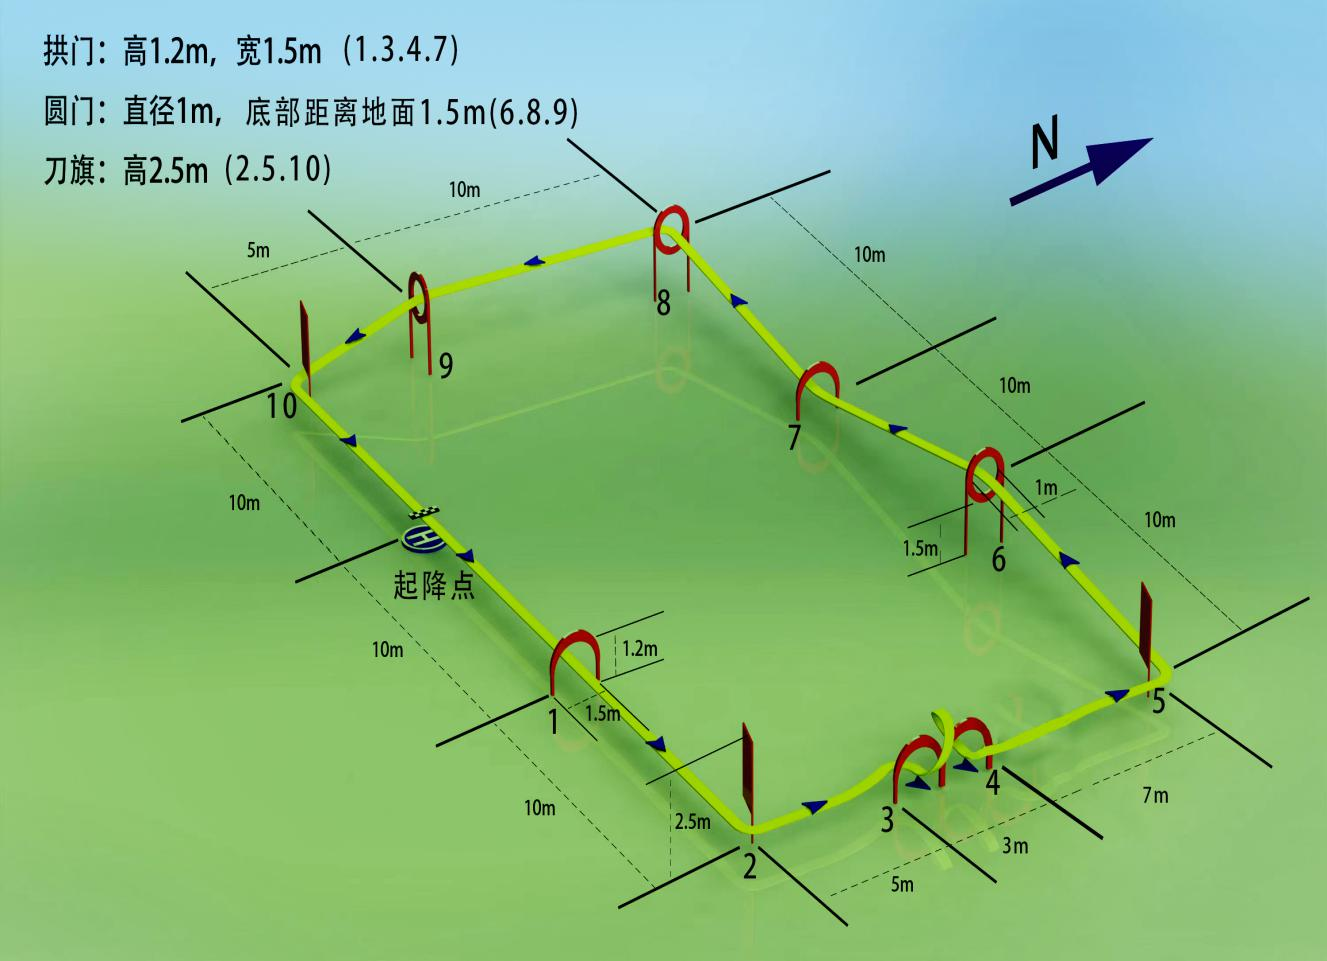 拱门：高1.2m，宽1.5m (1.3.4.7)
圆门：直径1m，底部距离地面1.5m(6.8.9)
刀旗：高2.5m (2.5.10)
N
10m
5m
10m
8
9
10m
10
7
10m
10m
1m
1.5m
6
H
起降点
10m
1.2m
1.5m
1
5
4
7m
10m
2.5m
3
3m
2
5m